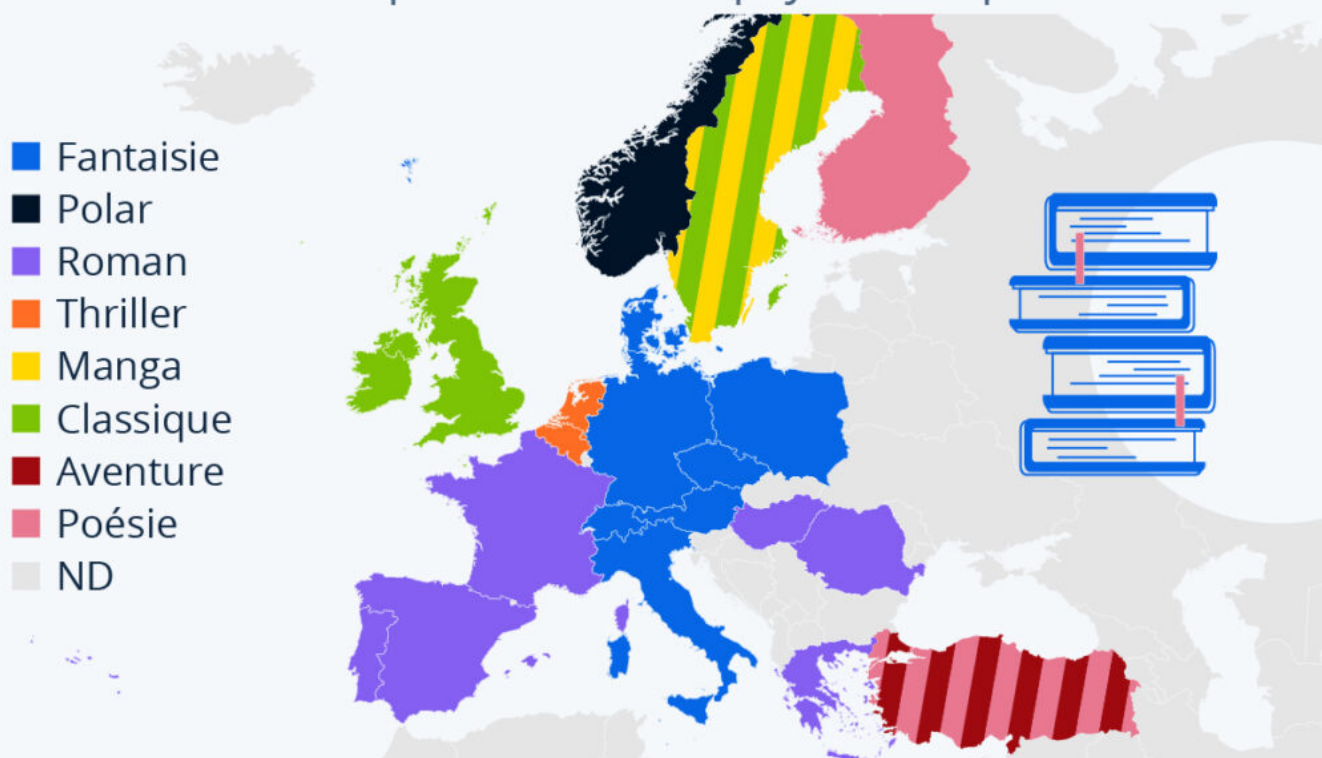 Fantaisie
Polar
Roman
Thriller
Manga
Classique
Aventure
Poésie
ND